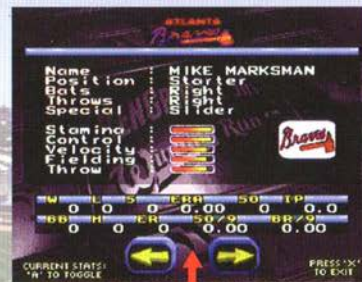 ATLANTA
Braves
Name : MIKE MARKSMAN
Position : Starter
Bats : Right
Throws : Right
Special : Slider
Stamina :
Control :
Velocity :
Fielding :
Throw :
Braves
W L S ERA SO IP
0 0 0 0.00 0 0.0
BB H ER SO/9 BR/9
0 0 0 0.00 0.00
CURRENT STATS:
'A' TO TOGGLE
PRESS 'X'
TO EXIT